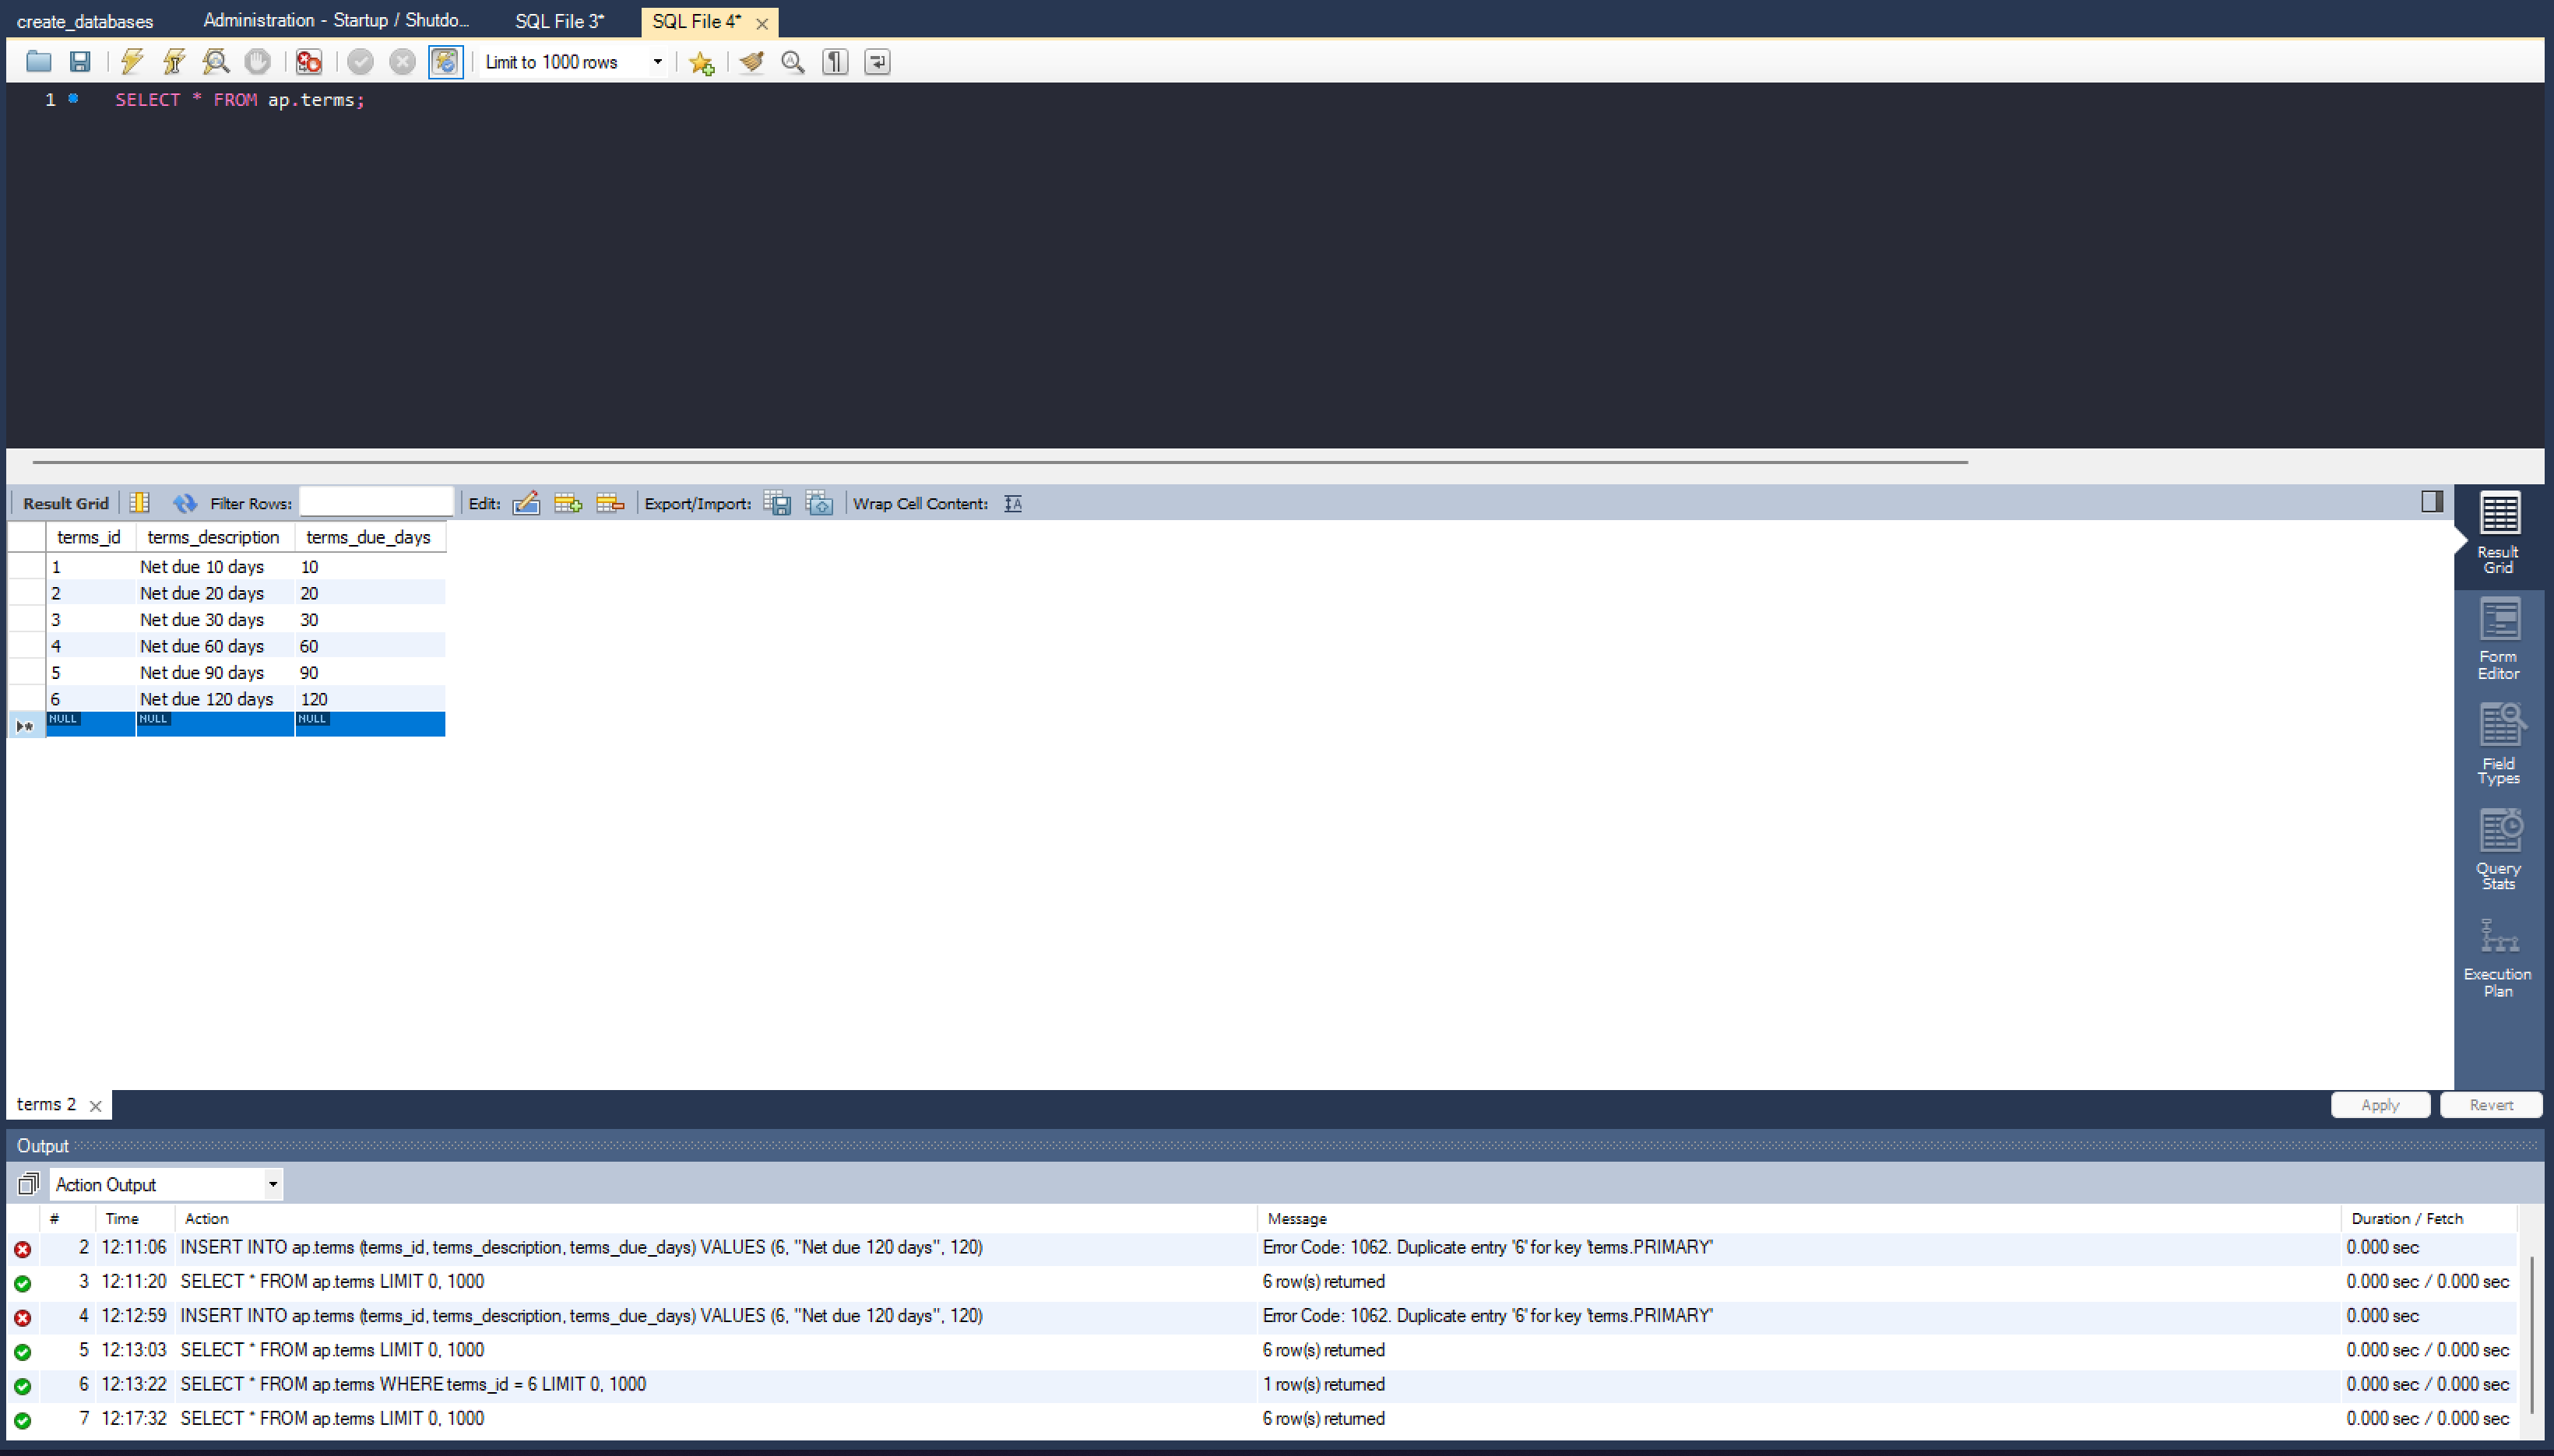 create_databases Administration - Startup / Shutdo... SQL File 3* SQL File 4*
Limit to 1000 rows
1 SELECT * FROM ap.terms;
Result Grid Filter Rows: Edit: Export/Import: Wrap Cell Content:
terms_id terms_description terms_due_days
1 Net due 10 days 10
2 Net due 20 days 20
3 Net due 30 days 30
4 Net due 60 days 60
5 Net due 90 days 90
6 Net due 120 days 120
NULL NULL NULL
Result
Grid
Form
Editor
Field
Types
Query
Stats
Execution
Plan
terms 2 Apply Revert
Output
Action Output
# Time Action Message Duration / Fetch
2 12:11:06 INSERT INTO ap.terms (terms_id, terms_description, terms_due_days) VALUES (6, "Net due 120 days", 120) Error Code: 1062. Duplicate entry '6' for key 'terms.PRIMARY' 0.000 sec
3 12:11:20 SELECT * FROM ap.terms LIMIT 0, 1000 6 row(s) returned 0.000 sec / 0.000 sec
4 12:12:59 INSERT INTO ap.terms (terms_id, terms_description, terms_due_days) VALUES (6, "Net due 120 days", 120) Error Code: 1062. Duplicate entry '6' for key 'terms.PRIMARY' 0.000 sec
5 12:13:03 SELECT * FROM ap.terms LIMIT 0, 1000 6 row(s) returned 0.000 sec / 0.000 sec
6 12:13:22 SELECT * FROM ap.terms WHERE terms_id = 6 LIMIT 0, 1000 1 row(s) returned 0.000 sec / 0.000 sec
7 12:17:32 SELECT * FROM ap.terms LIMIT 0, 1000 6 row(s) returned 0.000 sec / 0.000 sec